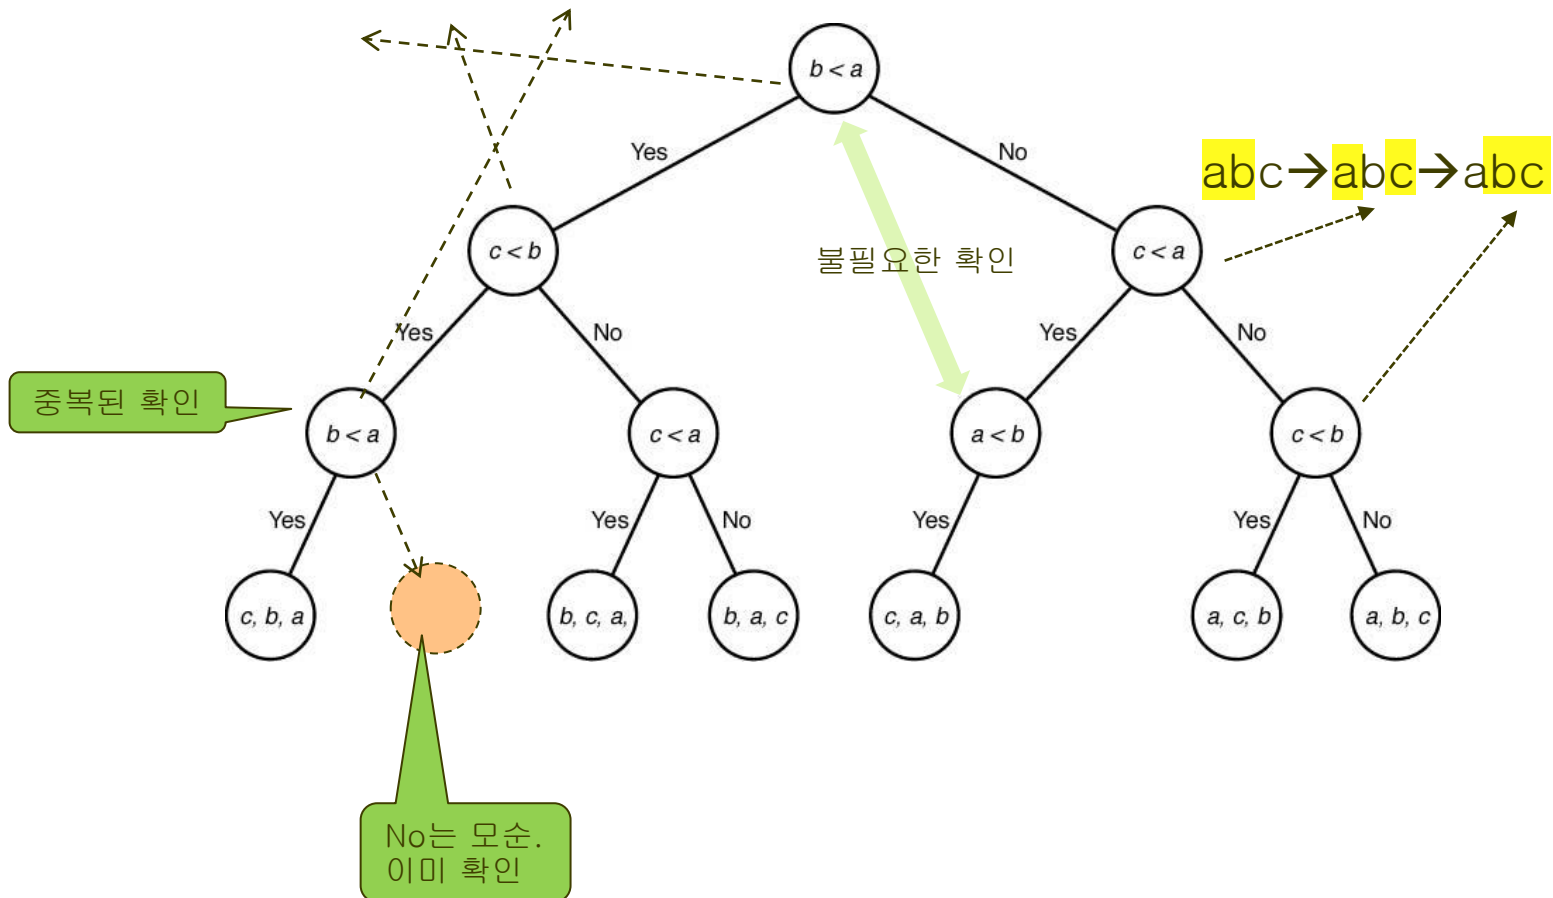 b < a
Yes
No
abc→abc→abc
c < b
불필요한 확인
c < a
Yes
No
Yes
No
중복된 확인
b < a
c < a
a < b
c < b
Yes
Yes
No
Yes
Yes
No
c, b, a
b, c, a,
b, a, c
c, a, b
a, c, b
a, b, c
No는 모순.
이미 확인